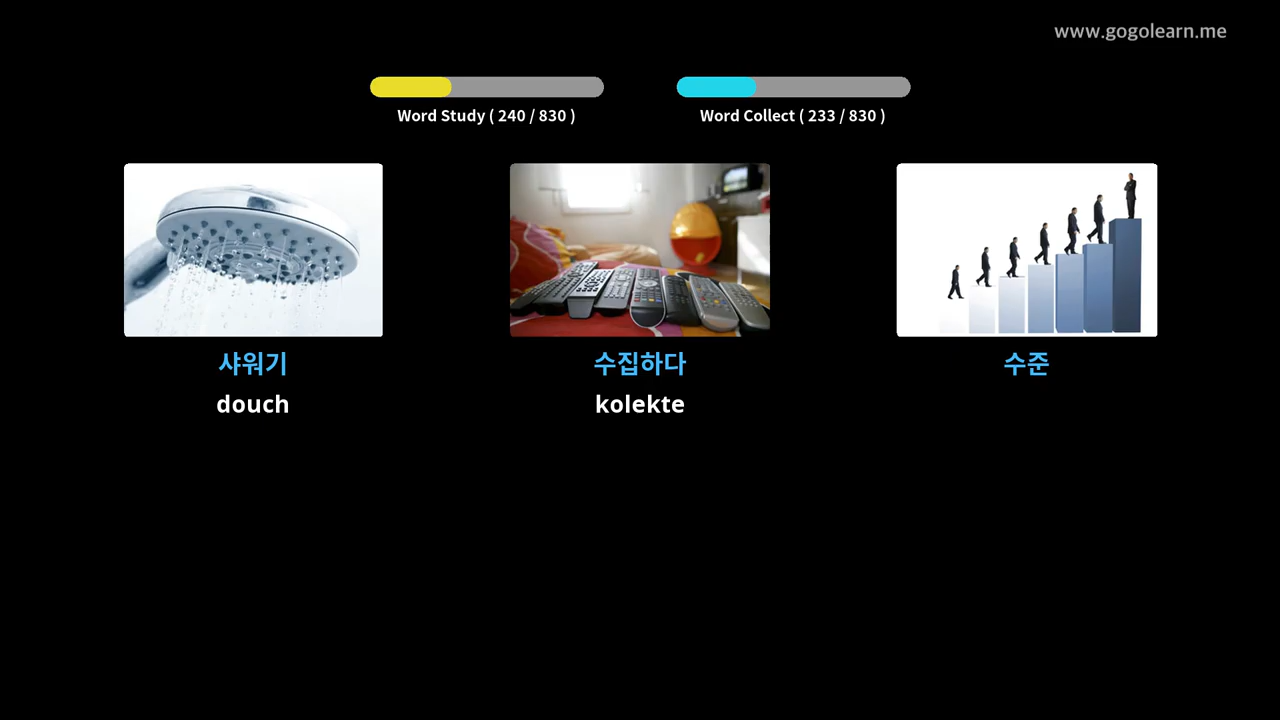 www.gogolearn.me
Word Study ( 240 / 830 )
Word Collect ( 233 / 830 )
샤워기
douch
수집하다
kolekte
수준